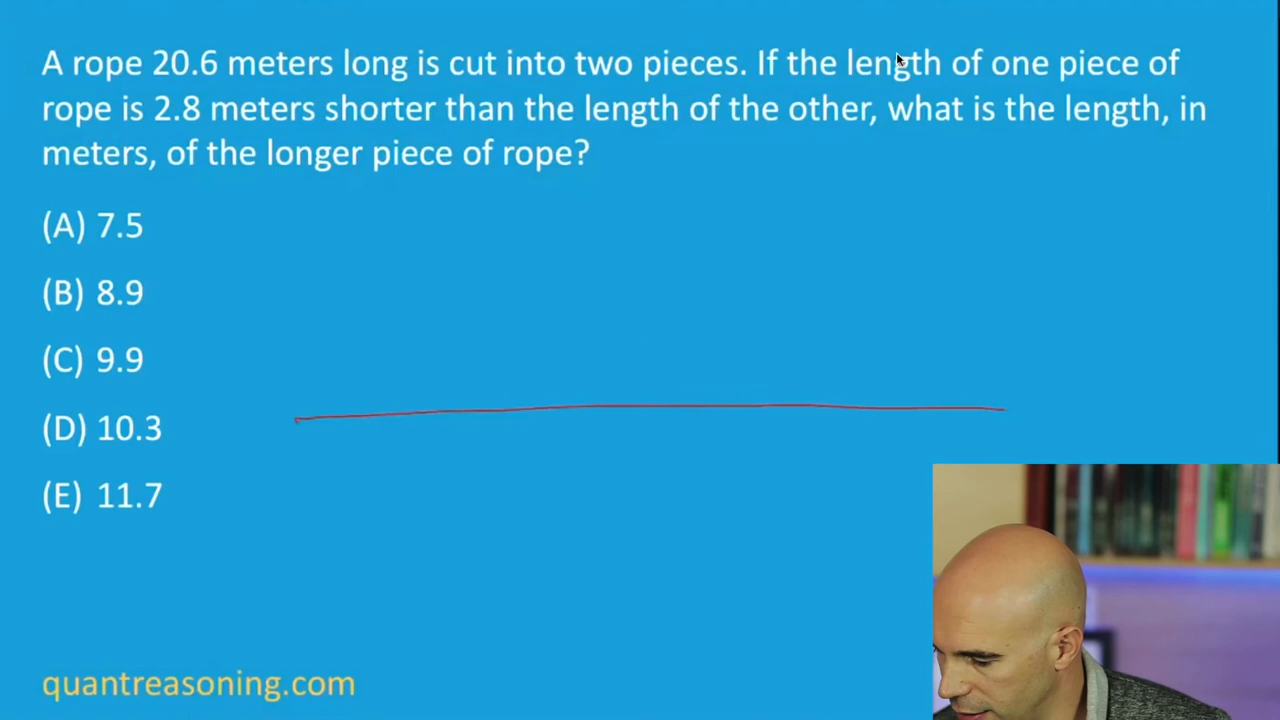 A rope 20.6 meters long is cut into two pieces. If the length of one piece of
rope is 2.8 meters shorter than the length of the other, what is the length, in
meters, of the longer piece of rope?
(A) 7.5
(B) 8.9
(C) 9.9
(D) 10.3
(E) 11.7
quantreasoning.com